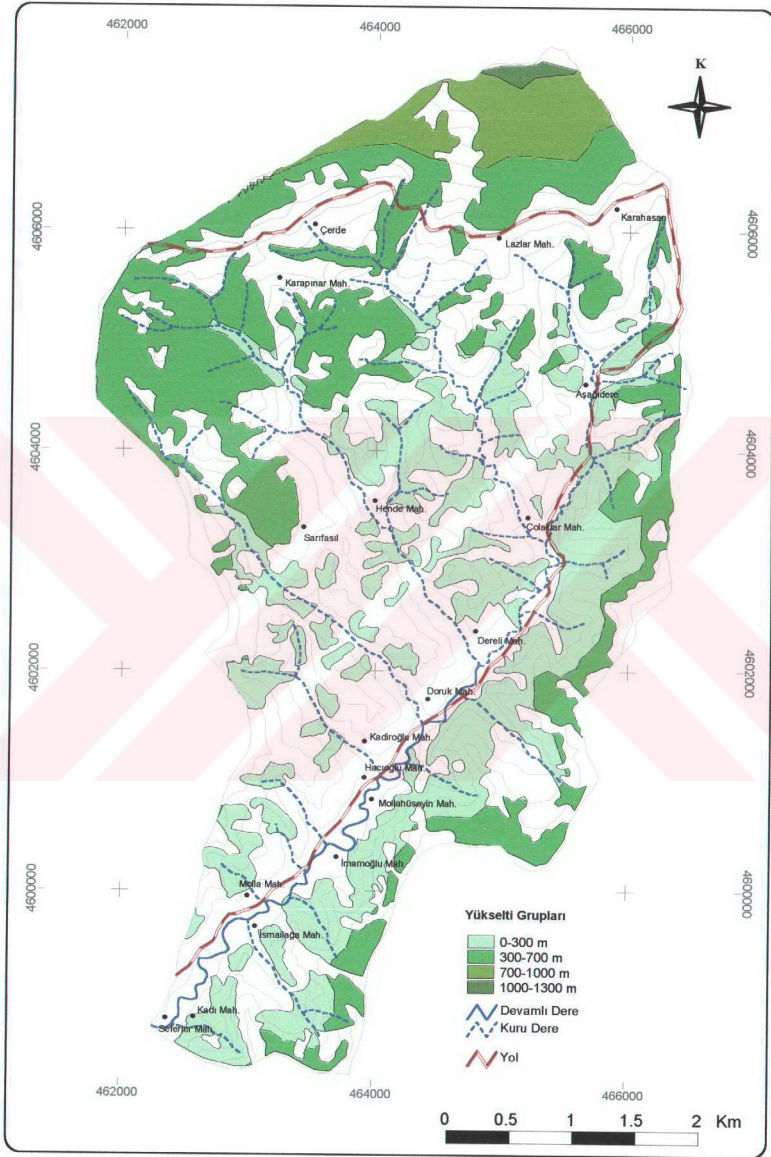 462000
464000
466000
K
4606000
4606000
Karahasan
Çerde
Lazlar Mah.
Karapınar Mah.
Aşağıdere
4604000
4604000
Hende Mah.
Çolaklar Mah.
Sarıfasıl
Dereli Mah.
4602000
4602000
Doruk Mah.
Kadiroğlu Mah.
Hacıoğlu Mah.
Mollahüseyin Mah.
İmamoğlu Mah.
Molla Mah.
4600000
4600000
İsmailağa Mah.
Kadı Mah.
Seferler Mah.
Yükselti Grupları
0-300 m
300-700 m
700-1000 m
1000-1300 m
Devamlı Dere
Kuru Dere
Yol
462000
464000
466000
0 0.5 1 1.5 2 Km